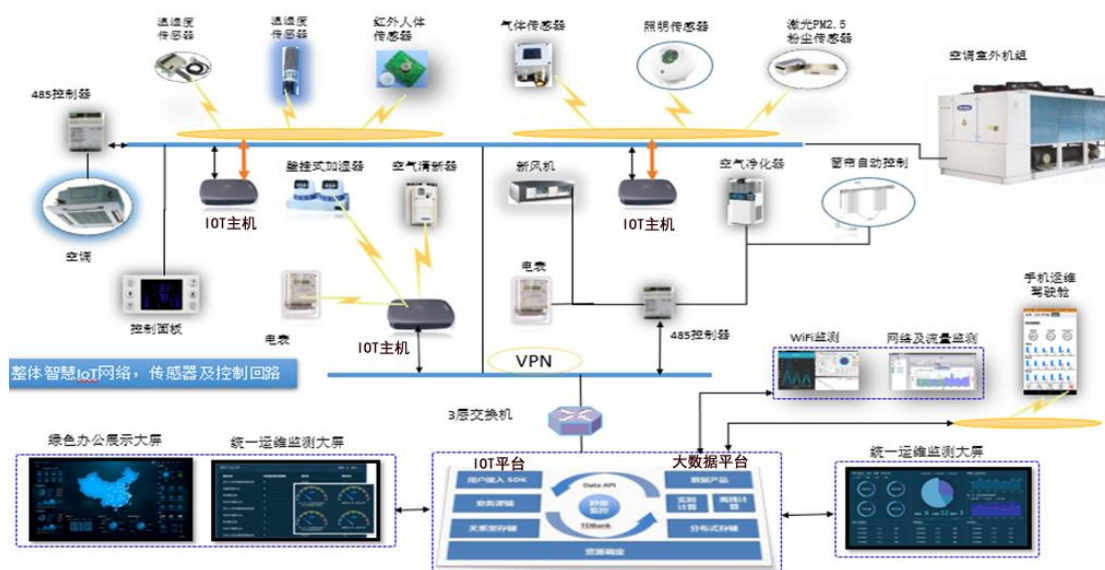 温湿度
传感器
温湿度
传感器
红外人体
传感器
气体传感器
照明传感器
激光PM2.5
粉尘传感器
空调室外机组
485控制器
壁挂式加湿器
空气清新器
新风机
空气净化器
窗帘自动控制
IOT主机
IOT主机
空调
电表
电表
手机运维
驾驶舱
控制面板
电表
IOT主机
485控制器
WiFi监测
网络及流量监测
VPN
整体智慧IoT网络，传感器及控制回路
3层交换机
绿色办公展示大屏
统一运维监测大屏
IOT平台
大数据平台
统一运维监测大屏
用户接入 SDK
Data API
数据产品
业务逻辑
秒级
监控
实时
计算
离线计
算
关系型存储
TDBank
分布式存储
资源调度